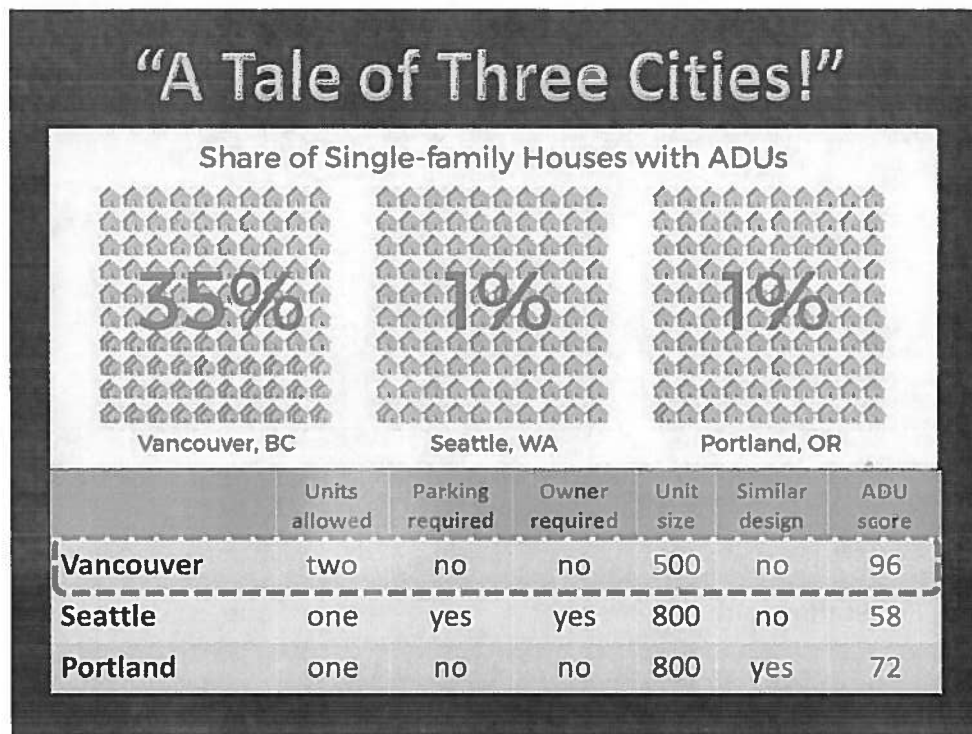 “A Tale of Three Cities!”
Share of Single-family Houses with ADUs
35% 1% 1%
Vancouver, BC Seattle, WA Portland, OR
Units allowed Parking required Owner required Unit size Similar design ADU score
Vancouver two no no 500 no 96
Seattle one yes yes 800 no 58
Portland one no no 800 yes 72